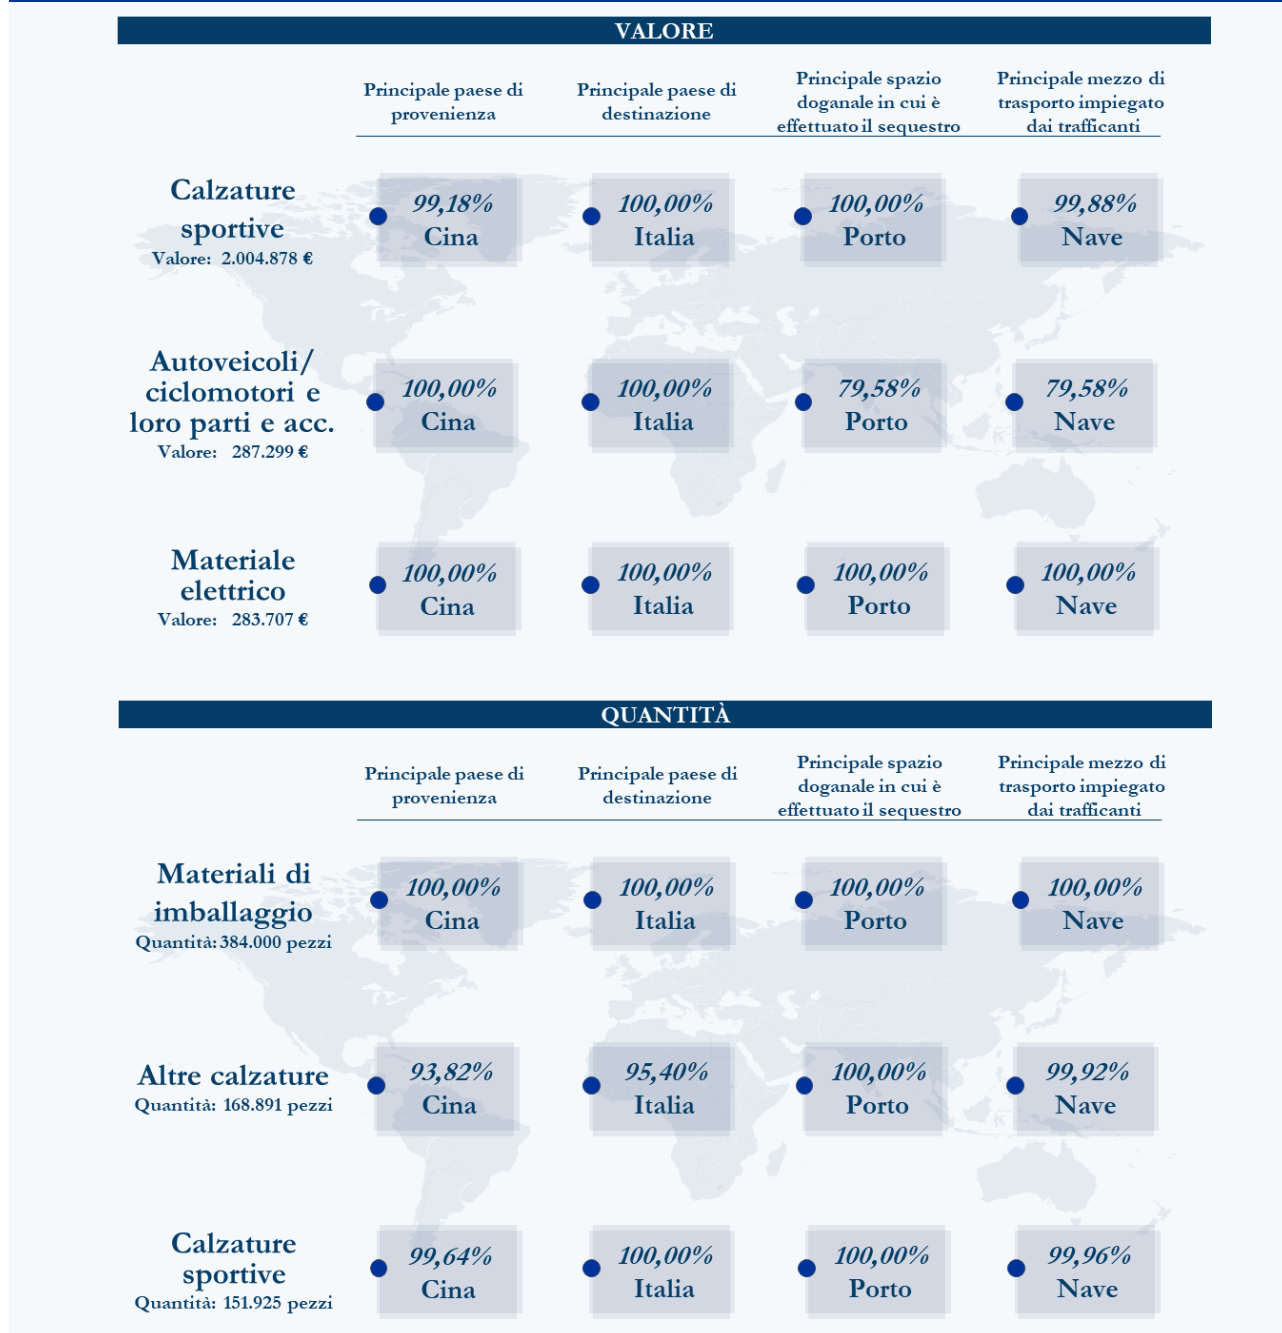 VALORE
Principale paese di
provenienza
Principale paese di
destinazione
Principale spazio
doganale in cui è
effettuato il sequestro
Principale mezzo di
trasporto impiegato
dai trafficanti
Calzature
sportive
Valore: 2.004.878 €
99,18%
Cina
100,00%
Italia
100,00%
Porto
99,88%
Nave
Autoveicoli/
ciclomotori e
loro parti e acc.
Valore: 287.299 €
100,00%
Cina
100,00%
Italia
79,58%
Porto
79,58%
Nave
Materiale
elettrico
Valore: 283.707 €
100,00%
Cina
100,00%
Italia
100,00%
Porto
100,00%
Nave
QUANTITÀ
Principale paese di
provenienza
Principale paese di
destinazione
Principale spazio
doganale in cui è
effettuato il sequestro
Principale mezzo di
trasporto impiegato
dai trafficanti
Materiali di
imballaggio
Quantità: 384.000 pezzi
100,00%
Cina
100,00%
Italia
100,00%
Porto
100,00%
Nave
Altre calzature
Quantità: 168.891 pezzi
93,82%
Cina
95,40%
Italia
100,00%
Porto
99,92%
Nave
Calzature
sportive
Quantità: 151.925 pezzi
99,64%
Cina
100,00%
Italia
100,00%
Porto
99,96%
Nave